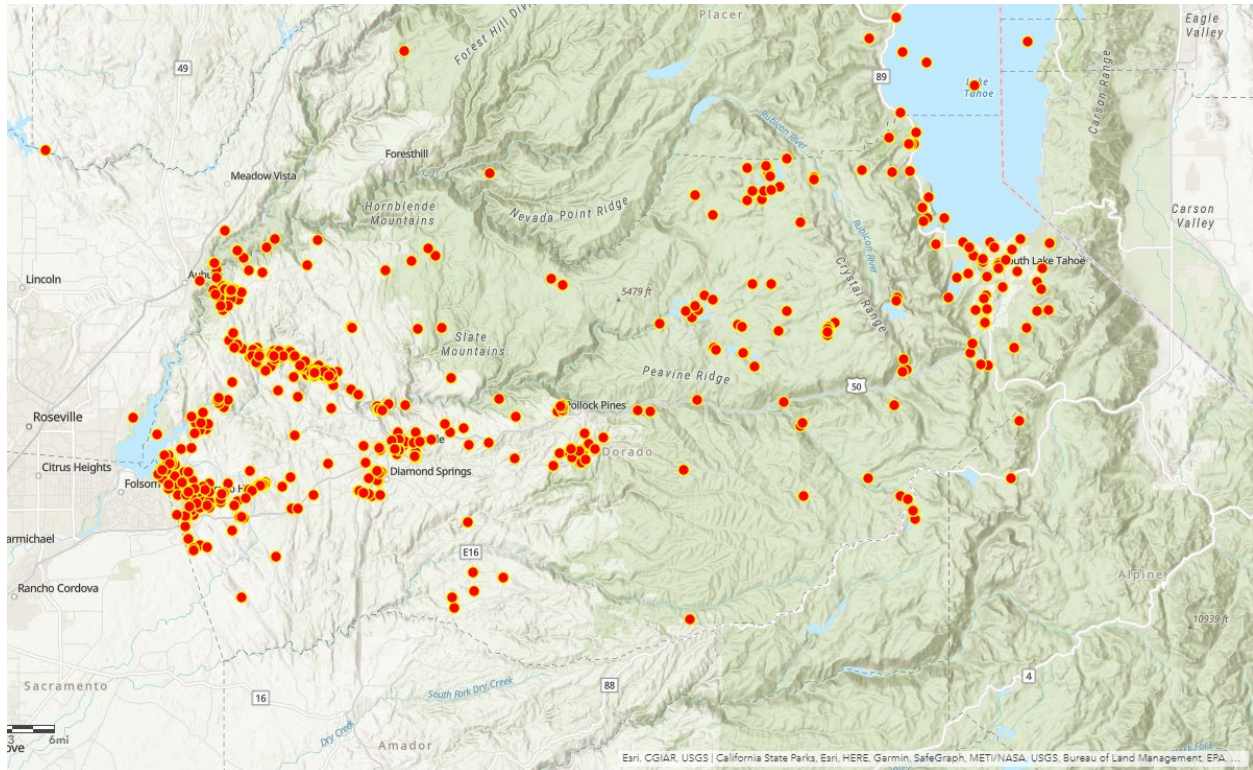 Placer
Eagle
Valley
Forest Hill Divi
49
89
Lake
Tahoe
Carson Range
Rubicon River
Foresthill
Meadow Vista
Hornblende
Mountains
Nevada Point Ridge
Carson
Valley
Rubicon
River
Aubu
South Lake Tahoe
Lincoln
Crystal Range
5479 ft
Slate
Mountains
Peavine Ridge
50
Pollock Pines
Roseville
Dorado
Citrus Heights
Diamond Springs
Folsom
armichael
E16
Rancho Cordova
Alpine
10939 ft
Sacramento
16
South Fork Dry Creek
88
4
Dry Creek
3 6mi
ove
Amador
Esri, CGIAR, USGS | California State Parks, Esri, HERE, Garmin, SafeGraph, METI/NASA, USGS, Bureau of Land Management, EPA, ...